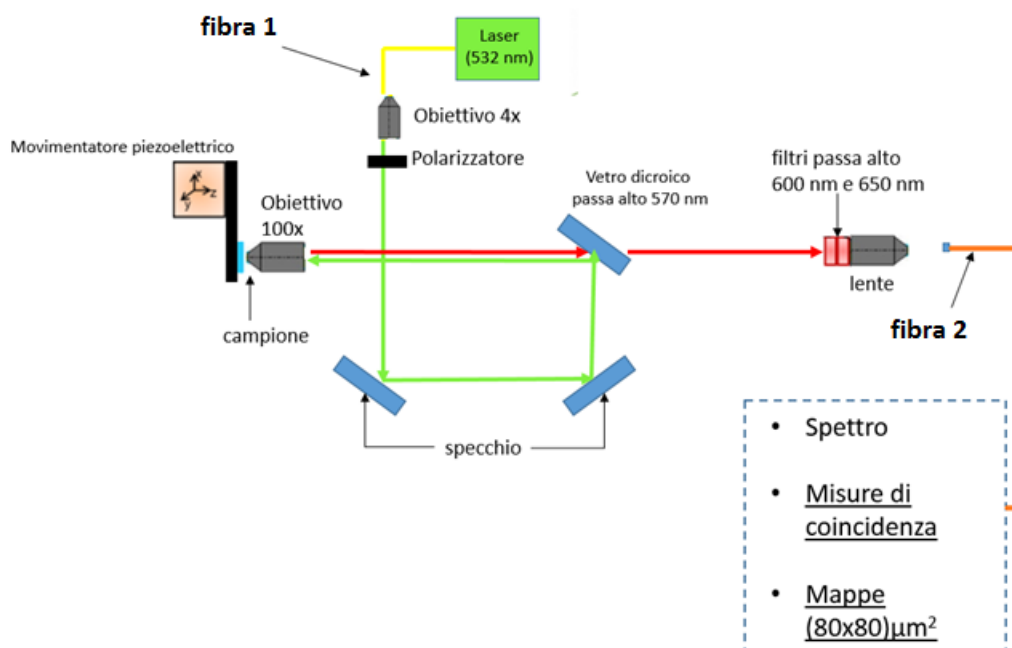 fibra 1
Laser
(532 nm)
Obiettivo 4x
Movimentatore piezoelettrico
Polarizzatore
filtri passa alto
600 nm e 650 nm
Vetro dicroico
passa alto 570 nm
x
y
z
Obiettivo
100x
lente
campione
fibra 2
specchio
• Spettro
• Misure di
coincidenza
• Mappe
(80x80)μm²